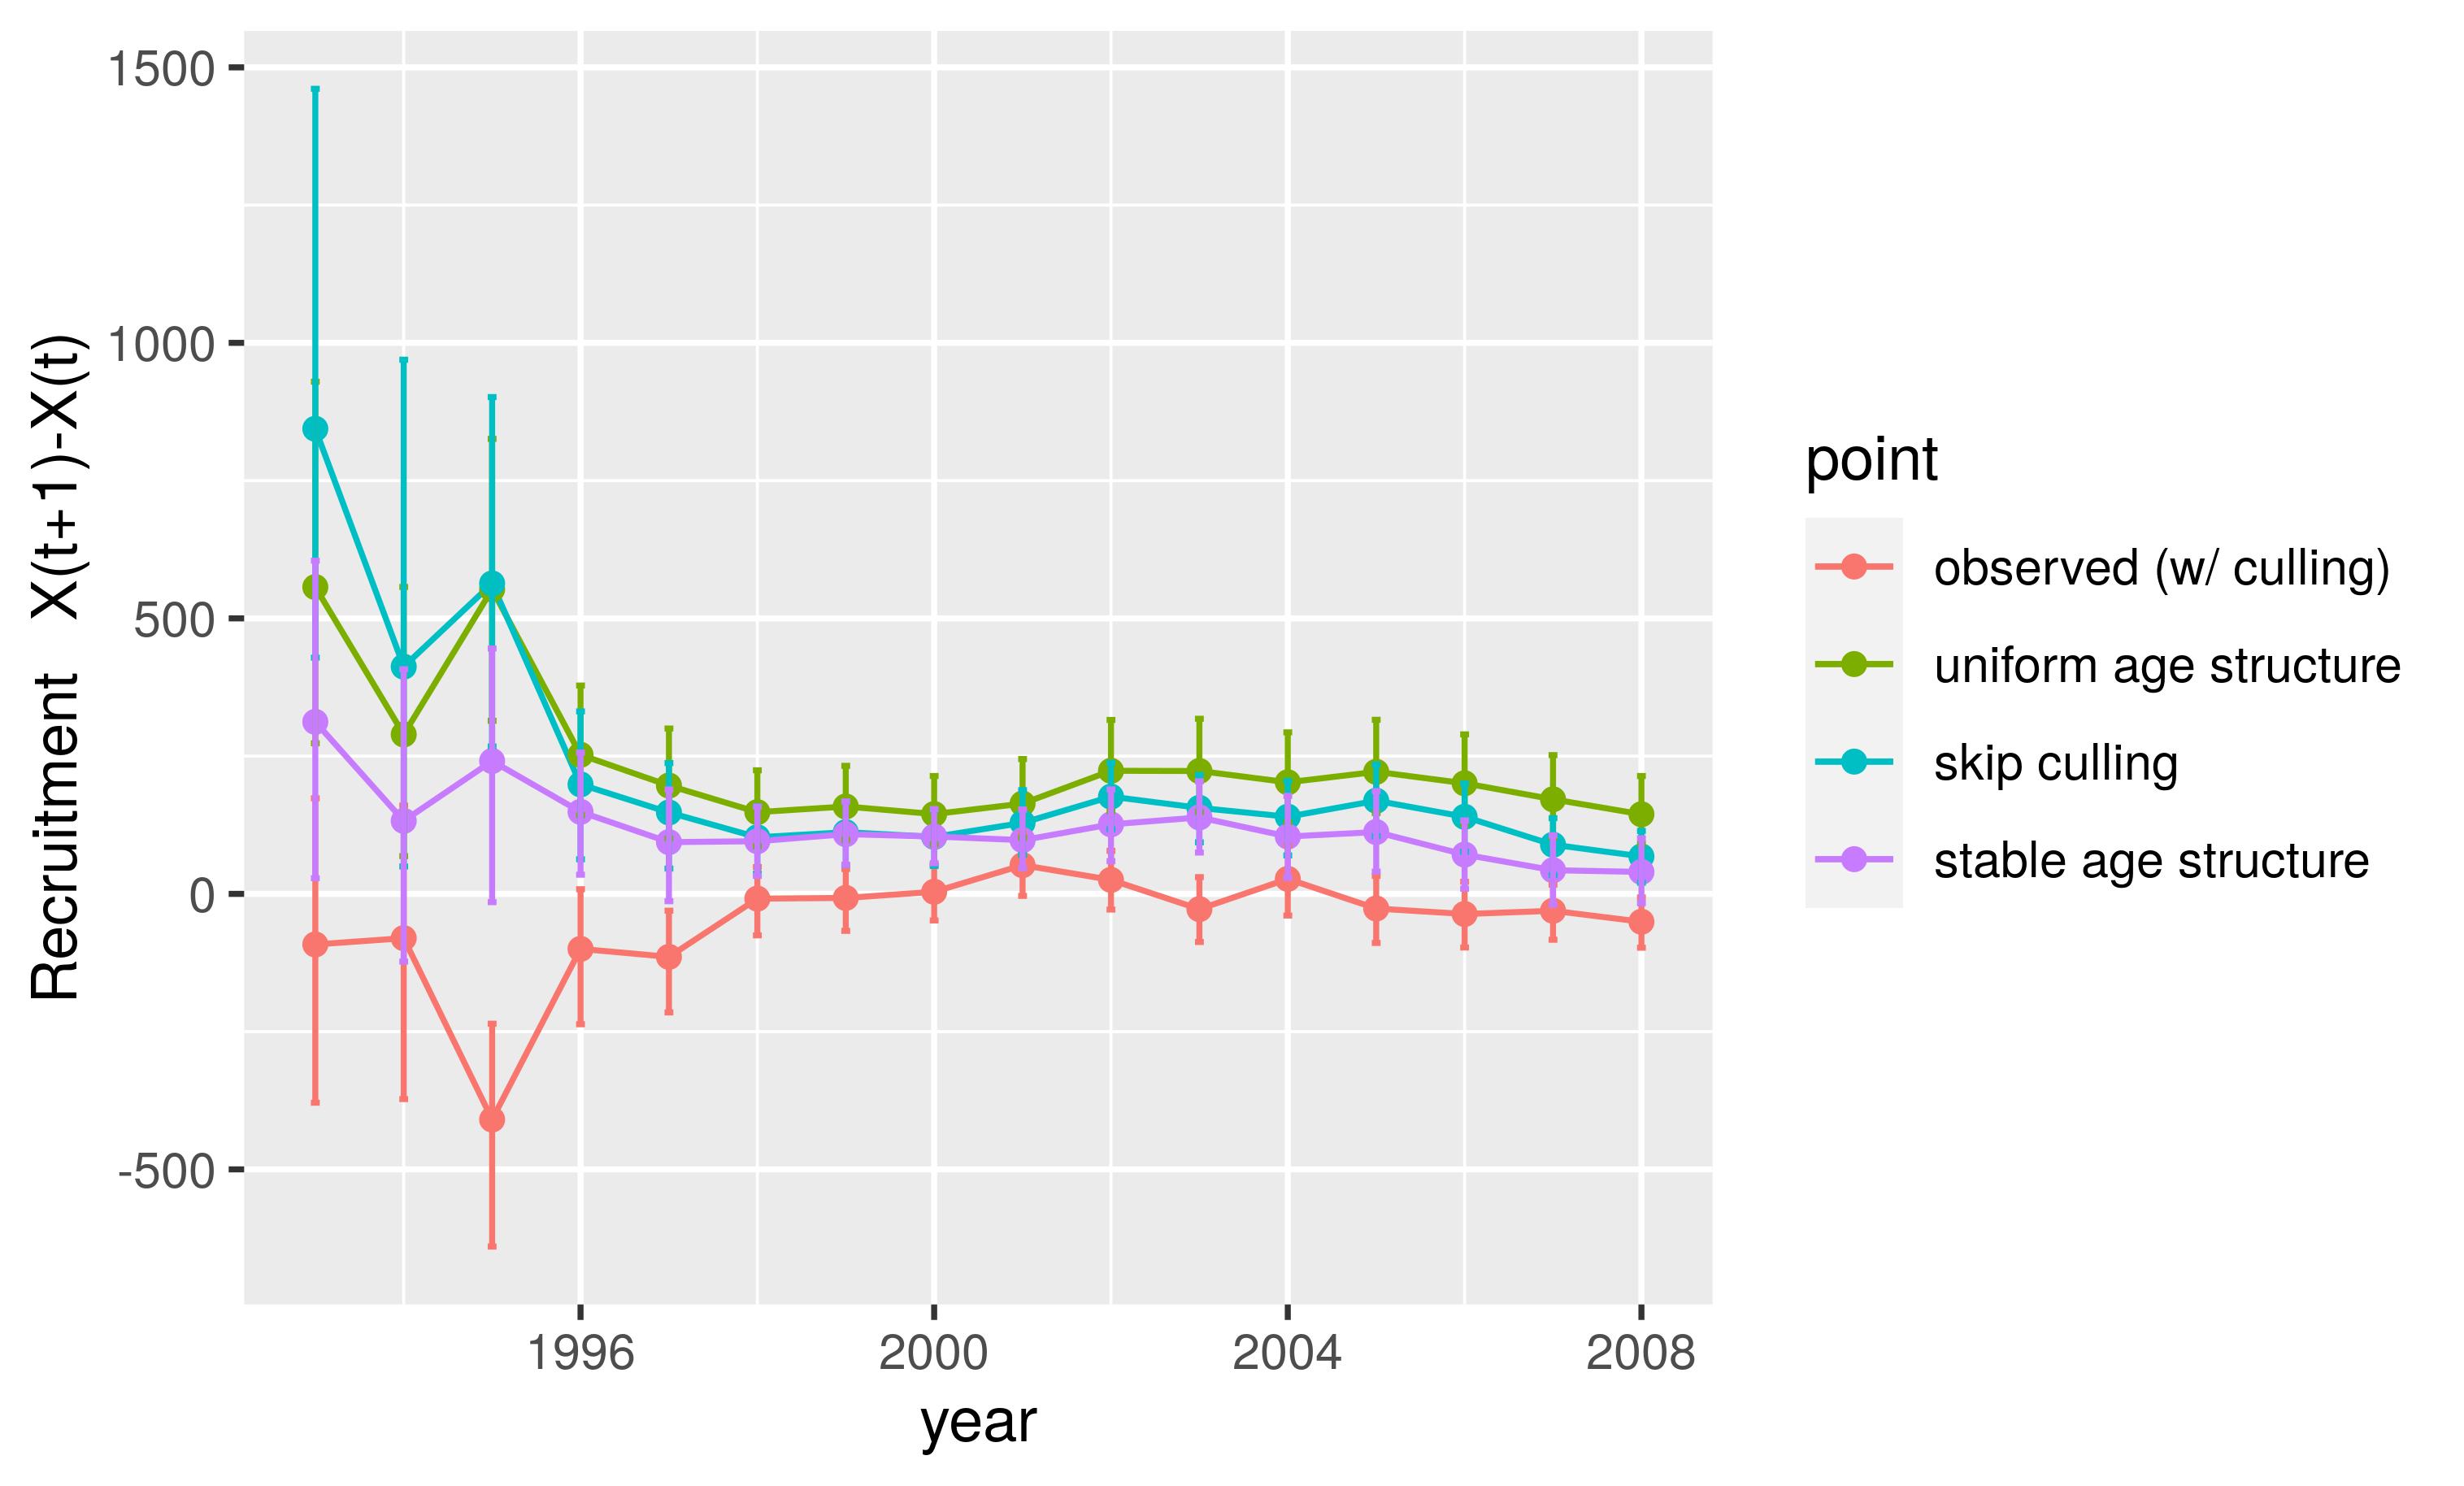 1500
1000
500
0
-500
Recruitment   X(t+1)-X(t)
1996
2000
2004
2008
year
point
observed (w/ culling)
uniform age structure
skip culling
stable age structure